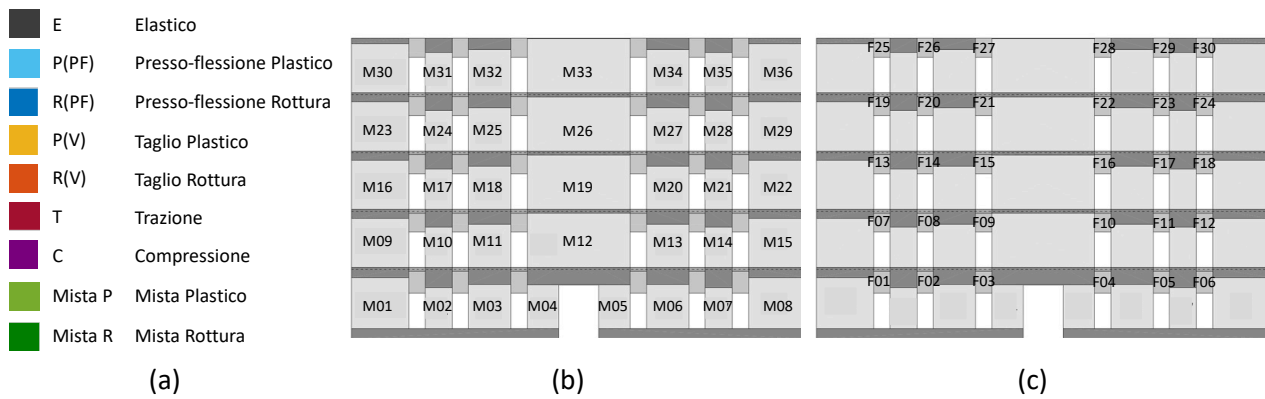 E Elastico
P(PF) Presso-flessione Plastico
R(PF) Presso-flessione Rottura
P(V) Taglio Plastico
R(V) Taglio Rottura
T Trazione
C Compressione
Mista P Mista Plastico
Mista R Mista Rottura
(a)
M30 M31 M32 M33 M34 M35 M36
M23 M24 M25 M26 M27 M28 M29
M16 M17 M18 M19 M20 M21 M22
M09 M10 M11 M12 M13 M14 M15
M01 M02 M03 M04 M05 M06 M07 M08
(b)
F25 F26 F27 F28 F29 F30
F19 F20 F21 F22 F23 F24
F13 F14 F15 F16 F17 F18
F07 F08 F09 F10 F11 F12
F01 F02 F03 F04 F05 F06
(c)